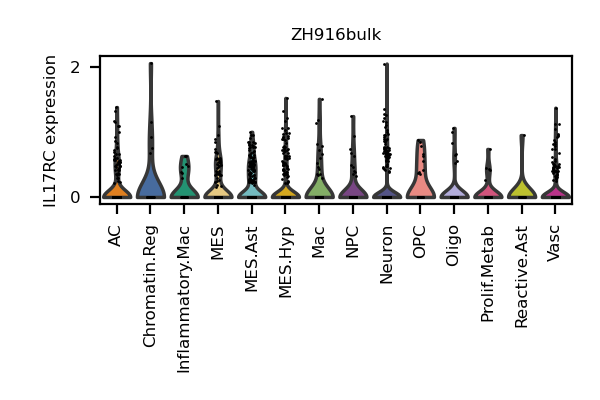 ZH916bulk
IL17RC expression
2
0
AC
Chromatin.Reg
Inflammatory.Mac
MES
MES.Ast
MES.Hyp
Mac
NPC
Neuron
OPC
Oligo
Prolif.Metab
Reactive.Ast
Vasc